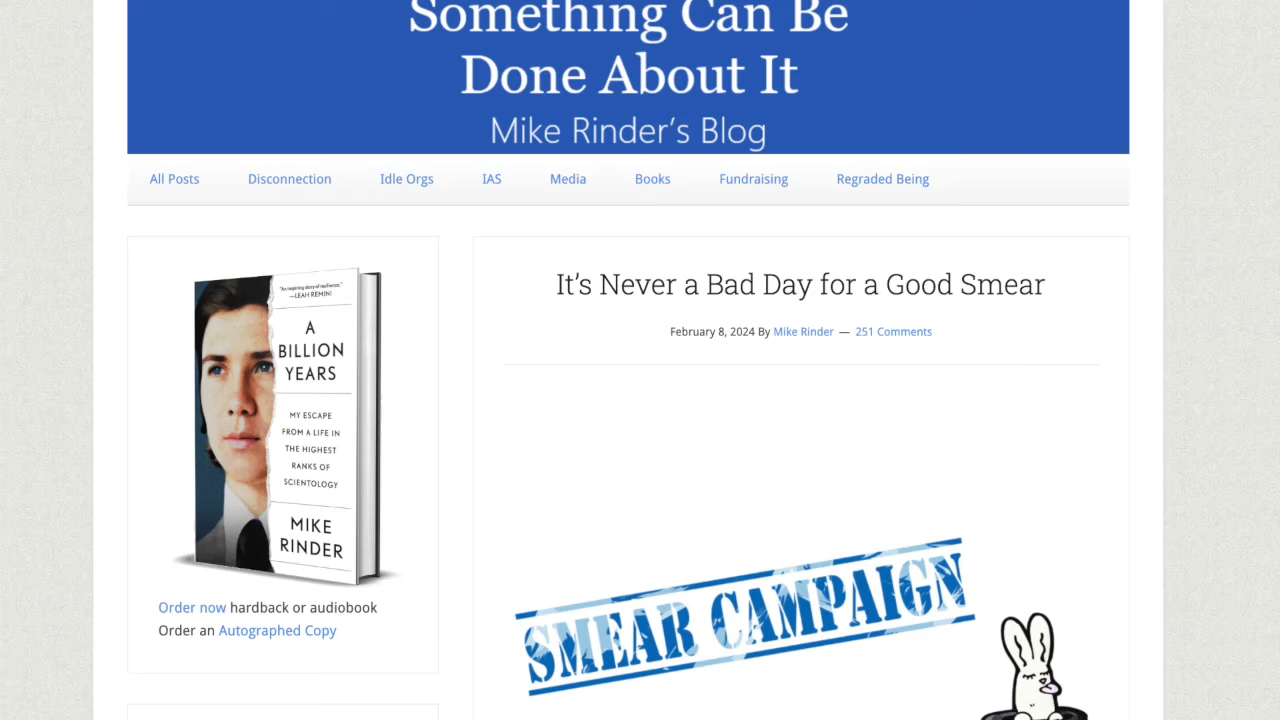 Something Can Be
Done About It
Mike Rinder's Blog
All Posts Disconnection Idle Orgs IAS Media Books Fundraising Regraded Being
"An inspiring story of resilience."
—LEAH REMINI
A
BILLION
YEARS
MY ESCAPE
FROM A LIFE IN
THE HIGHEST
RANKS OF
SCIENTOLOGY
MIKE
RINDER
Order now hardback or audiobook
Order an Autographed Copy
It's Never a Bad Day for a Good Smear
February 8, 2024 By Mike Rinder — 251 Comments
SMEAR CAMPAIGN